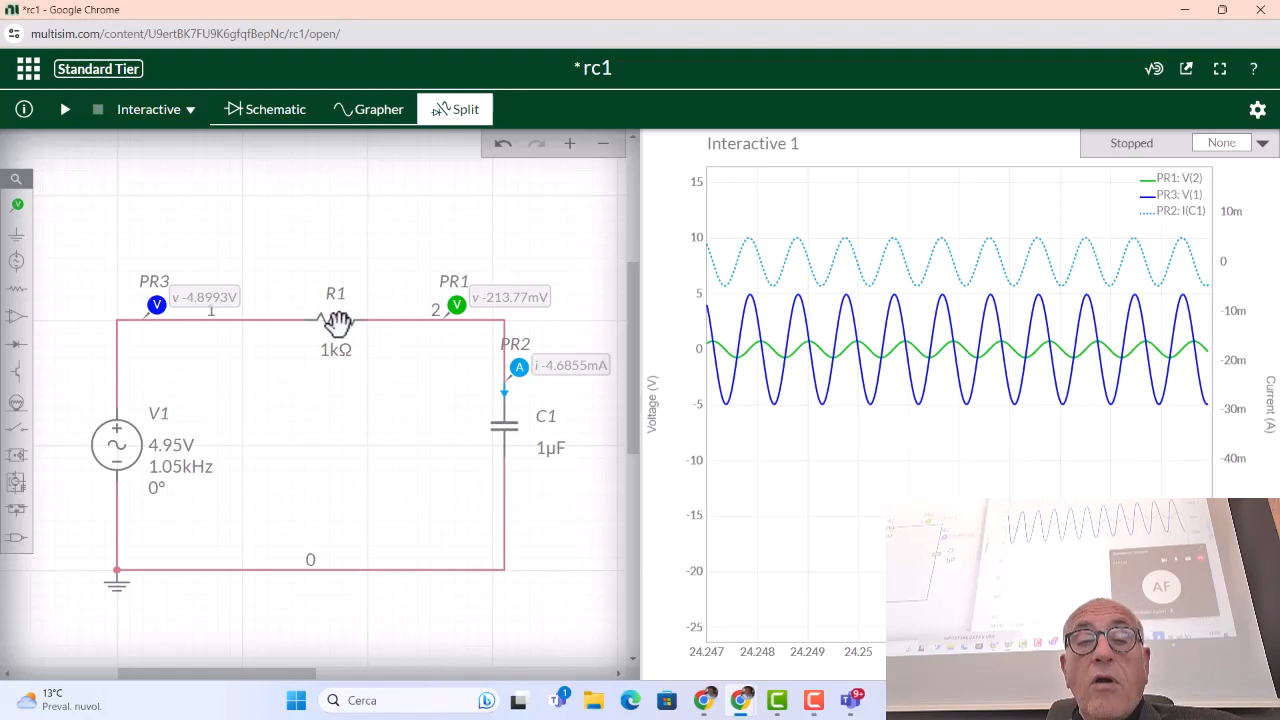 *rc1 - Google Chrome
multisim.com/content/U9ertBK7FU9K6gfqfBepNc/rc1/open/
Standard Tier
*rc1
Interactive
Schematic
Grapher
Split
Interactive 1
Stopped
None
PR1: V(2)
PR3: V(1)
PR2: I(C1)
15
10
5
0
-5
-10
-15
-20
-25
Voltage (V)
10m
0
-10m
-20m
-30m
-40m
Current (A)
24.247
24.248
24.249
24.25
PR3
V
v -4.8993V
1
R1
1kΩ
PR1
2
V
v -213.77mV
PR2
A
i -4.6855mA
V1
4.95V
1.05kHz
0°
C1
1µF
0
AF
13°C
Preval. nuvol.
Cerca
1
9+